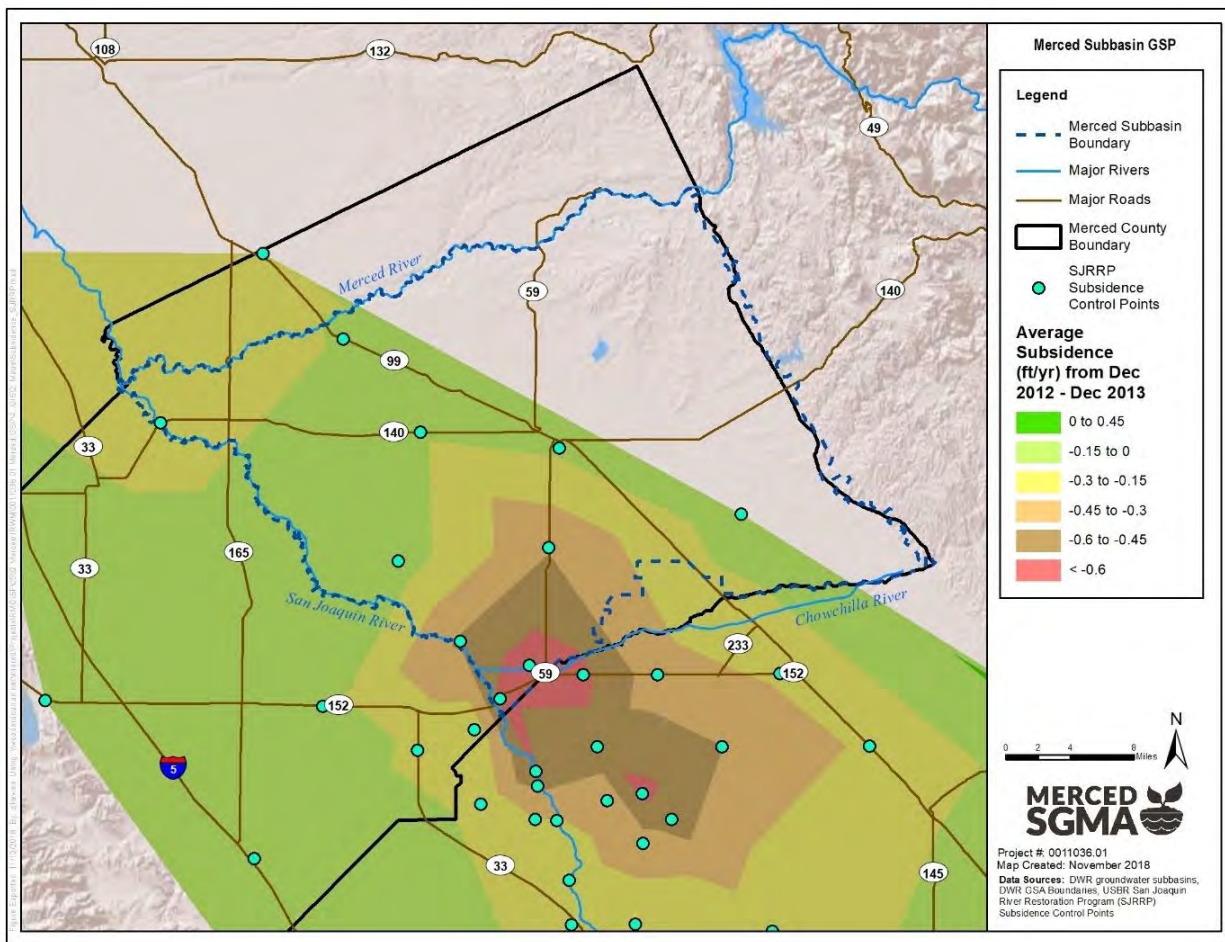 108
132
49
Merced River
59
140
99
33
140
165
33
San Joaquin River
Chowchilla River
233
59
152
152
5
33
145
Merced Subbasin GSP
Legend
Merced Subbasin
Boundary
Major Rivers
Major Roads
Merced County
Boundary
SJRRP
Subsidence
Control Points
Average
Subsidence
(ft/yr) from Dec
2012 - Dec 2013
0 to 0.45
-0.15 to 0
-0.3 to -0.15
-0.45 to -0.3
-0.6 to -0.45
< -0.6
N
0 2 4 8
Miles
MERCED
SGMA
Project #: 0011036.01
Map Created: November 2018
Data Sources: DWR groundwater subbasins,
DWR GSA Boundaries, USBR San Joaquin
River Restoration Program (SJRRP)
Subsidence Control Points